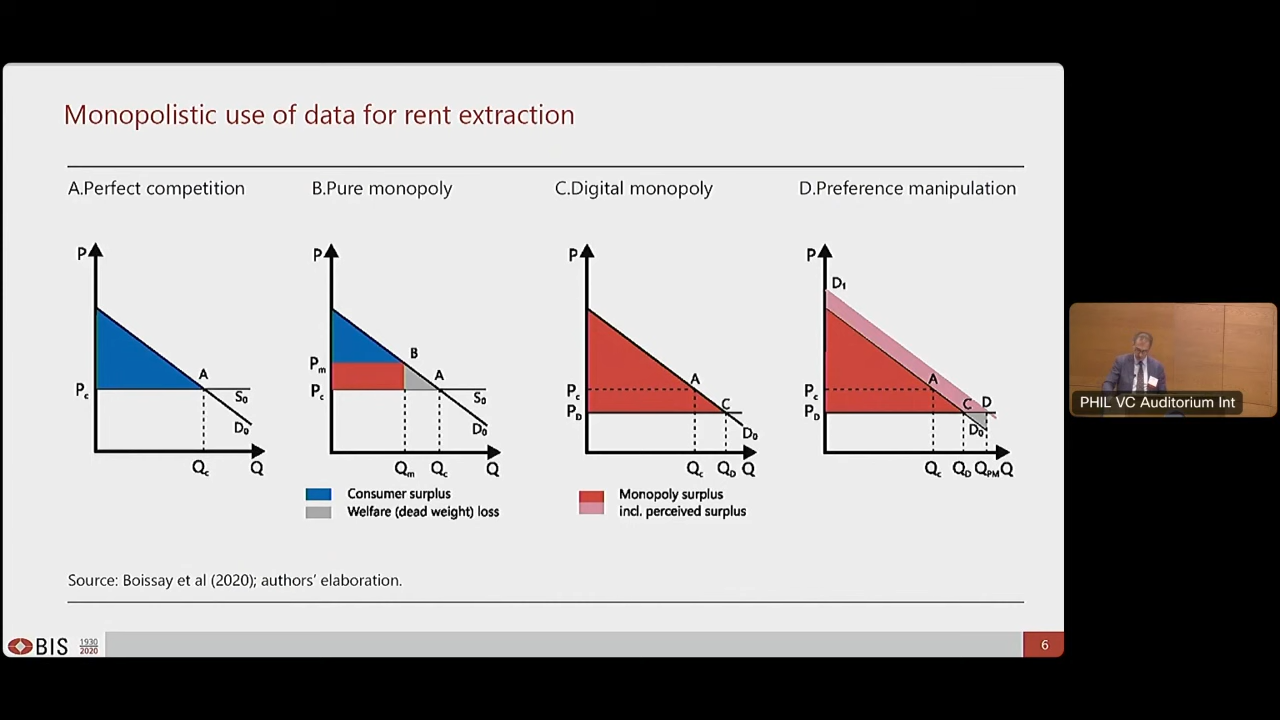 Monopolistic use of data for rent extraction
A.Perfect competition
B.Pure monopoly
C.Digital monopoly
D.Preference manipulation
P
A
Pc
S0
D0
Qc
Q
P
B
Pm
A
Pc
S0
D0
Qm
Qc
Q
P
A
Pc
C
PD
D0
Qc
QD
Q
P
D1
A
Pc
C
D
PD
D0
Qc
QD
QPM
Q
Consumer surplus
Welfare (dead weight) loss
Monopoly surplus
incl. perceived surplus
Source: Boissay et al (2020); authors' elaboration.
BIS
1930
2020
6
PHIL VC Auditorium Int